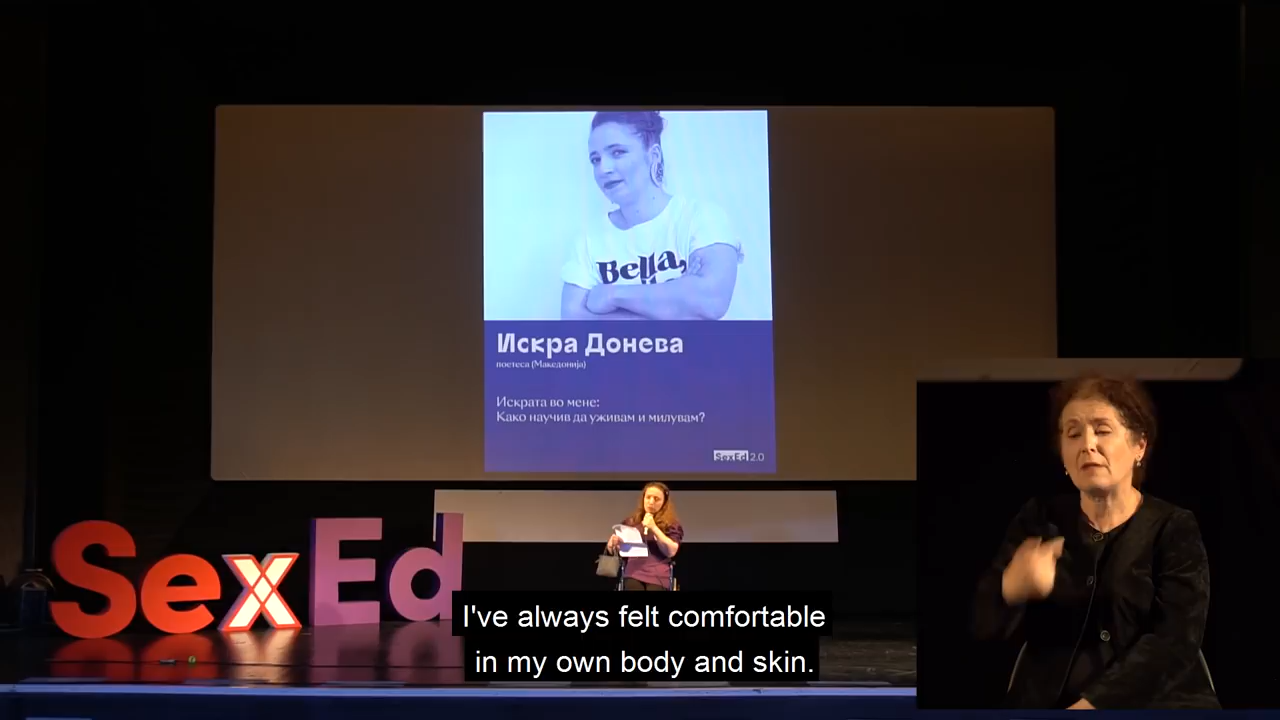 Bella,
Искра Донева
поетеса (Македонија)
Искрата во мене:
Како научив да уживам и милувам?
SexEd 2.0
SexEd
I've always felt comfortable
in my own body and skin.